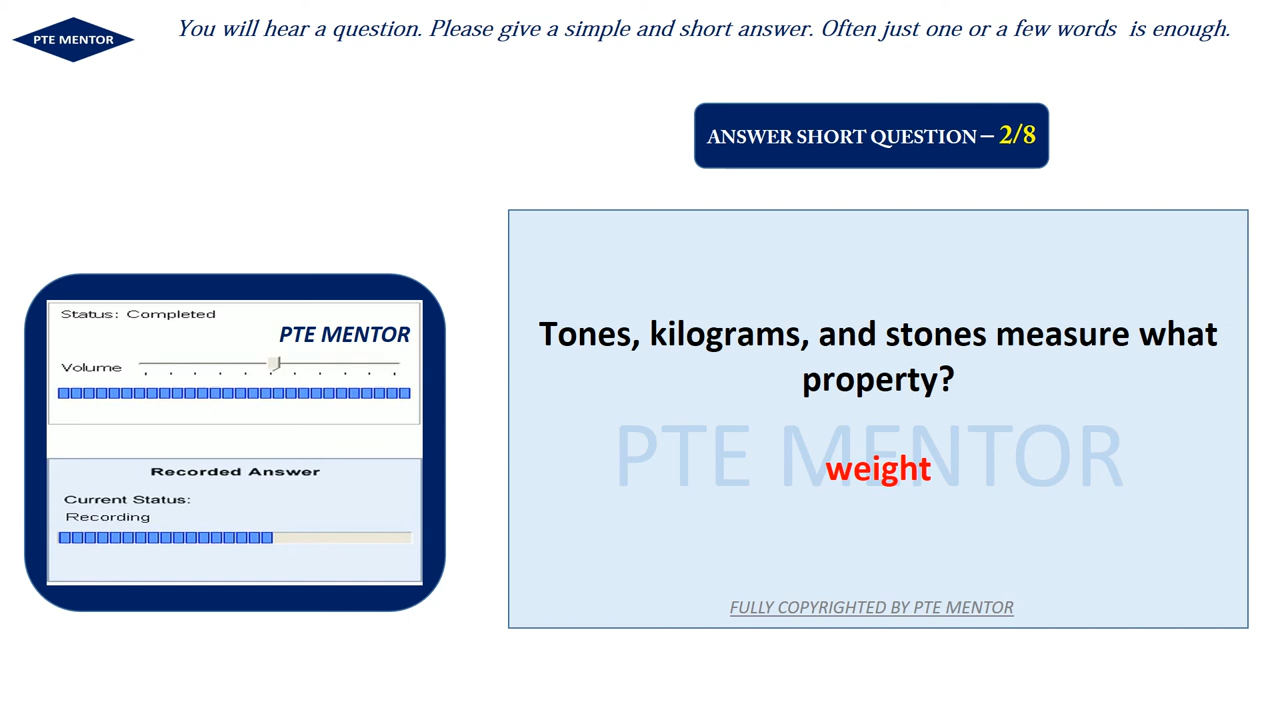 PTE MENTOR
You will hear a question. Please give a simple and short answer. Often just one or a few words is enough.
ANSWER SHORT QUESTION – 2/8
Status: Completed
PTE MENTOR
Volume
Recorded Answer
Current Status:
Recording
Tones, kilograms, and stones measure what
property?
PTE MENTOR
weight
FULLY COPYRIGHTED BY PTE MENTOR